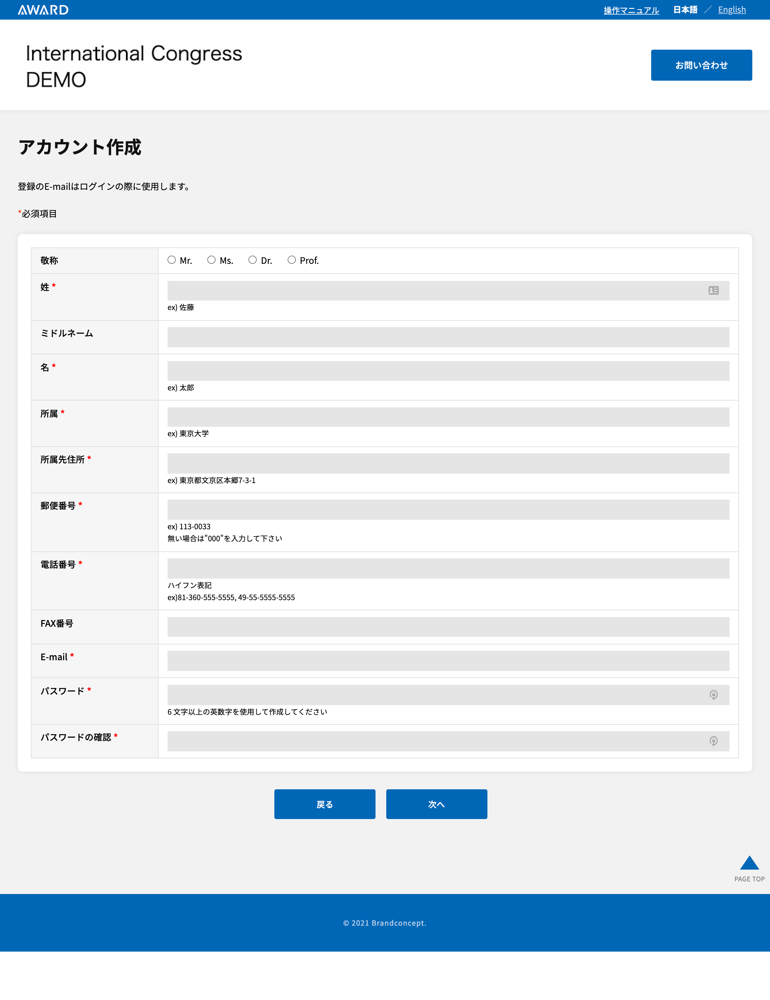 AWARD
操作マニュアル 日本語 ／ English
International Congress
DEMO
お問い合わせ
アカウント作成
登録のE-mailはログインの際に使用します。
*必須項目
敬称 Mr. Ms. Dr. Prof.
姓 *
ex) 佐藤
ミドルネーム
名 *
ex) 太郎
所属 *
ex) 東京大学
所属先住所 *
ex) 東京都文京区本郷7-3-1
郵便番号 *
ex) 113-0033
無い場合は"000"を入力して下さい
電話番号 *
ハイフン表記
ex)81-360-555-5555, 49-55-5555-5555
FAX番号
E-mail *
パスワード *
6 文字以上の英数字を使用して作成してください
パスワードの確認 *
戻る 次へ
PAGE TOP
© 2021 Brandconcept.